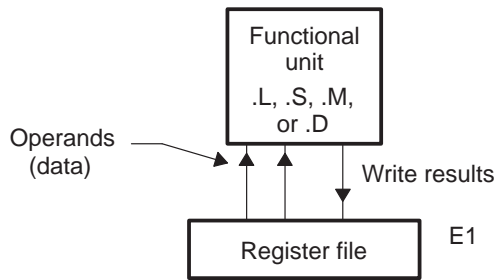 Functional
unit
.L, .S, .M,
or .D
Operands
(data)
Write results
Register file
E1